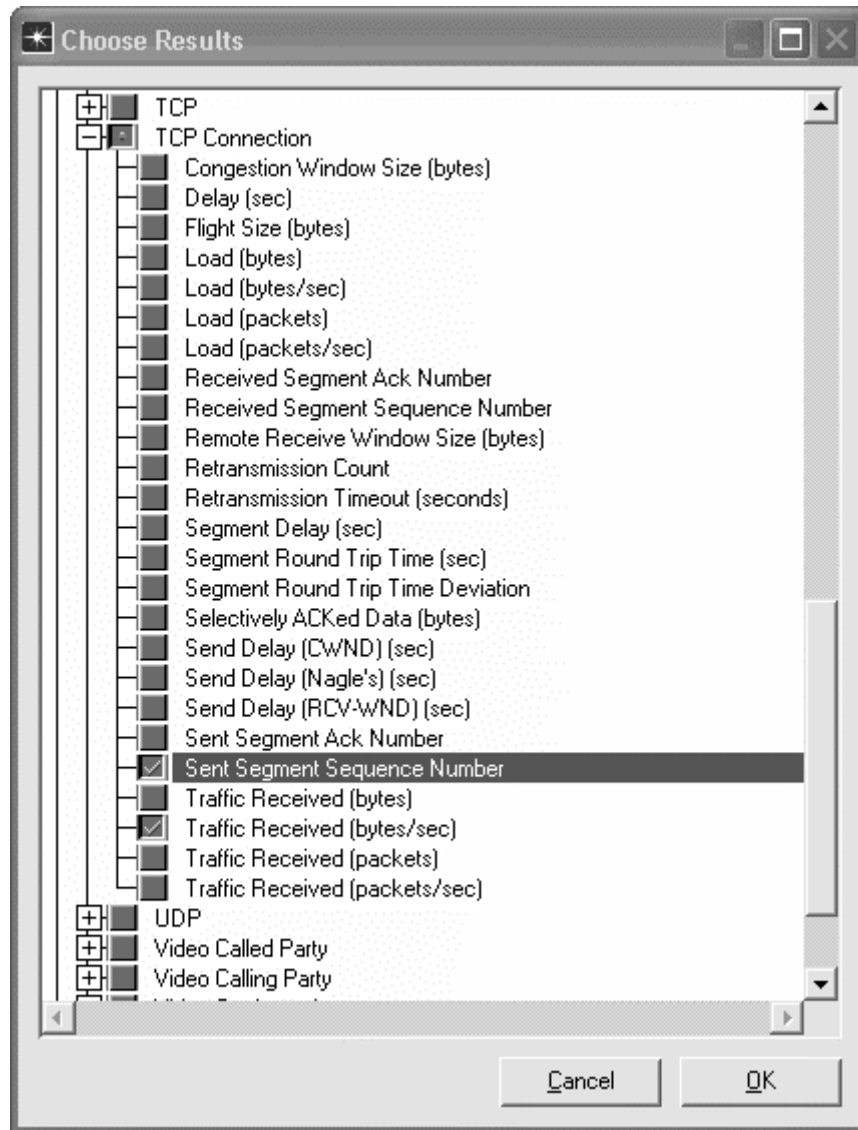 Choose Results
TCP
TCP Connection
Congestion Window Size (bytes)
Delay (sec)
Flight Size (bytes)
Load (bytes)
Load (bytes/sec)
Load (packets)
Load (packets/sec)
Received Segment Ack Number
Received Segment Sequence Number
Remote Receive Window Size (bytes)
Retransmission Count
Retransmission Timeout (seconds)
Segment Delay (sec)
Segment Round Trip Time (sec)
Segment Round Trip Time Deviation
Selectively ACKed Data (bytes)
Send Delay (CWND) (sec)
Send Delay (Nagle's) (sec)
Send Delay (RCV-WND) (sec)
Sent Segment Ack Number
Sent Segment Sequence Number
Traffic Received (bytes)
Traffic Received (bytes/sec)
Traffic Received (packets)
Traffic Received (packets/sec)
UDP
Video Called Party
Video Calling Party
Cancel
OK